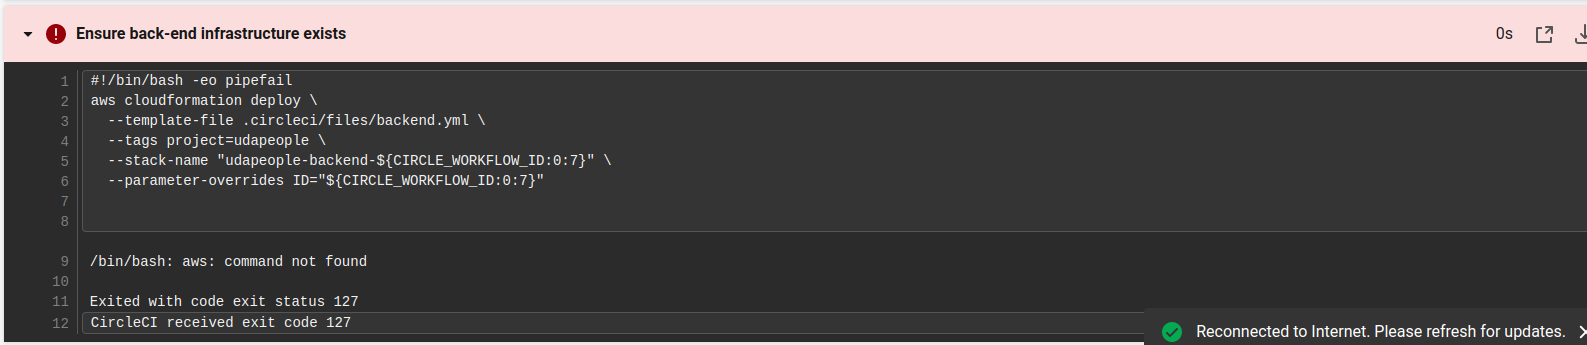 Ensure back-end infrastructure exists 0s
1 #!/bin/bash -eo pipefail
2 aws cloudformation deploy \
3 --template-file .circleci/files/backend.yml \
4 --tags project=udapeople \
5 --stack-name "udapeople-backend-${CIRCLE_WORKFLOW_ID:0:7}" \
6 --parameter-overrides ID="${CIRCLE_WORKFLOW_ID:0:7}"
7
8
9 /bin/bash: aws: command not found
10
11 Exited with code exit status 127
12 CircleCI received exit code 127
Reconnected to Internet. Please refresh for updates.